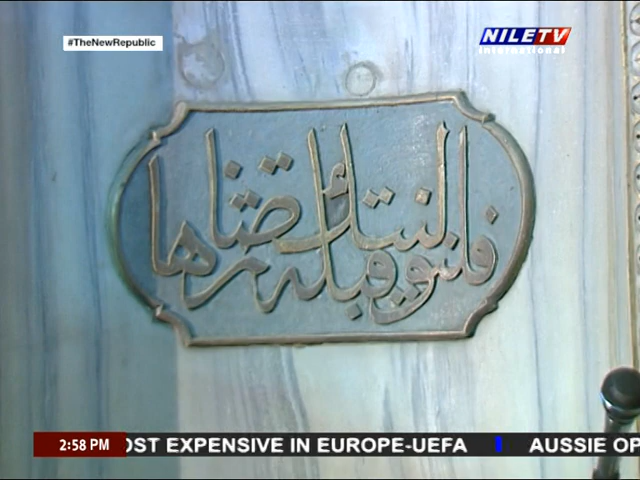 #TheNewRepublic
NILE TV
International
فلنولينك قبلة ترضاها
2:58 PM
OST EXPENSIVE IN EUROPE-UEFA AUSSIE OP